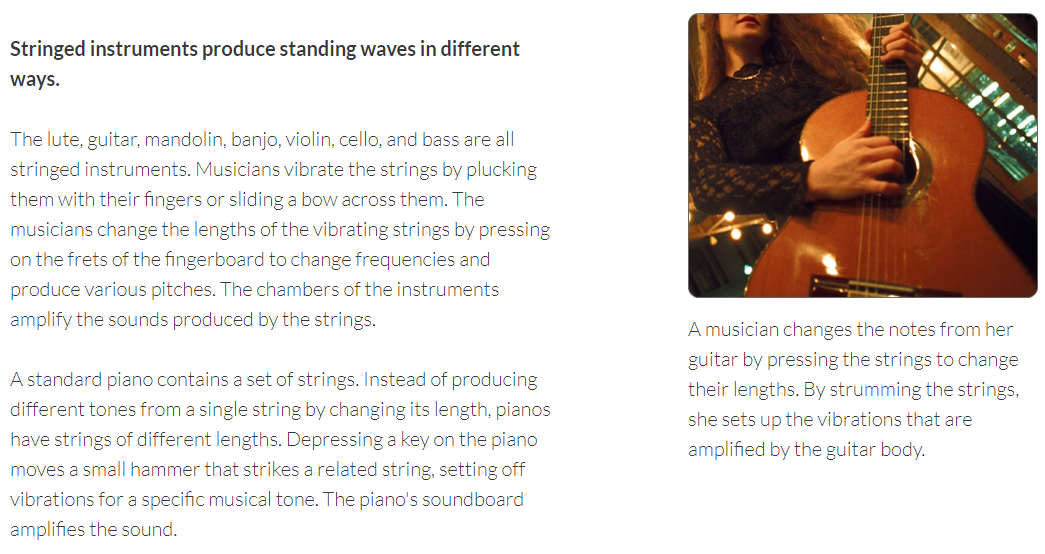 Stringed instruments produce standing waves in different
ways.
The lute, guitar, mandolin, banjo, violin, cello, and bass are all
stringed instruments. Musicians vibrate the strings by plucking
them with their fingers or sliding a bow across them. The
musicians change the lengths of the vibrating strings by pressing
on the frets of the fingerboard to change frequencies and
produce various pitches. The chambers of the instruments
amplify the sounds produced by the strings.
A standard piano contains a set of strings. Instead of producing
different tones from a single string by changing its length, pianos
have strings of different lengths. Depressing a key on the piano
moves a small hammer that strikes a related string, setting off
vibrations for a specific musical tone. The piano's soundboard
amplifies the sound.
A musician changes the notes from her
guitar by pressing the strings to change
their lengths. By strumming the strings,
she sets up the vibrations that are
amplified by the guitar body.